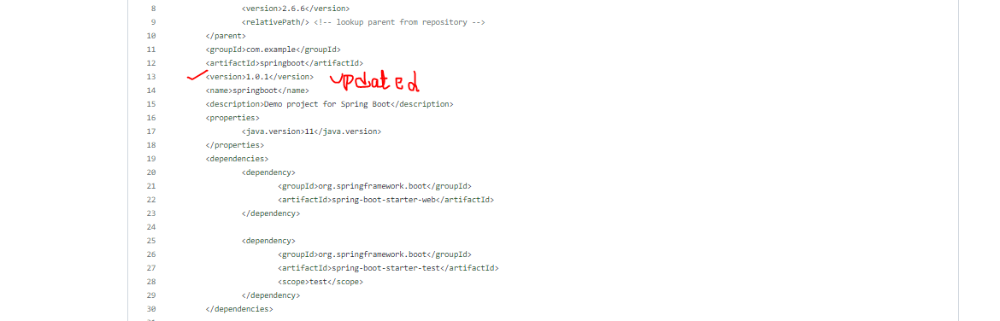 8 <version>2.6.6</version>
9 <relativePath/> <!-- lookup parent from repository -->
10 </parent>
11 <groupId>com.example</groupId>
12 <artifactId>springboot</artifactId>
13 <version>1.0.1</version> updated
14 <name>springboot</name>
15 <description>Demo project for Spring Boot</description>
16 <properties>
17 <java.version>11</java.version>
18 </properties>
19 <dependencies>
20 <dependency>
21 <groupId>org.springframework.boot</groupId>
22 <artifactId>spring-boot-starter-web</artifactId>
23 </dependency>
24
25 <dependency>
26 <groupId>org.springframework.boot</groupId>
27 <artifactId>spring-boot-starter-test</artifactId>
28 <scope>test</scope>
29 </dependency>
30 </dependencies>